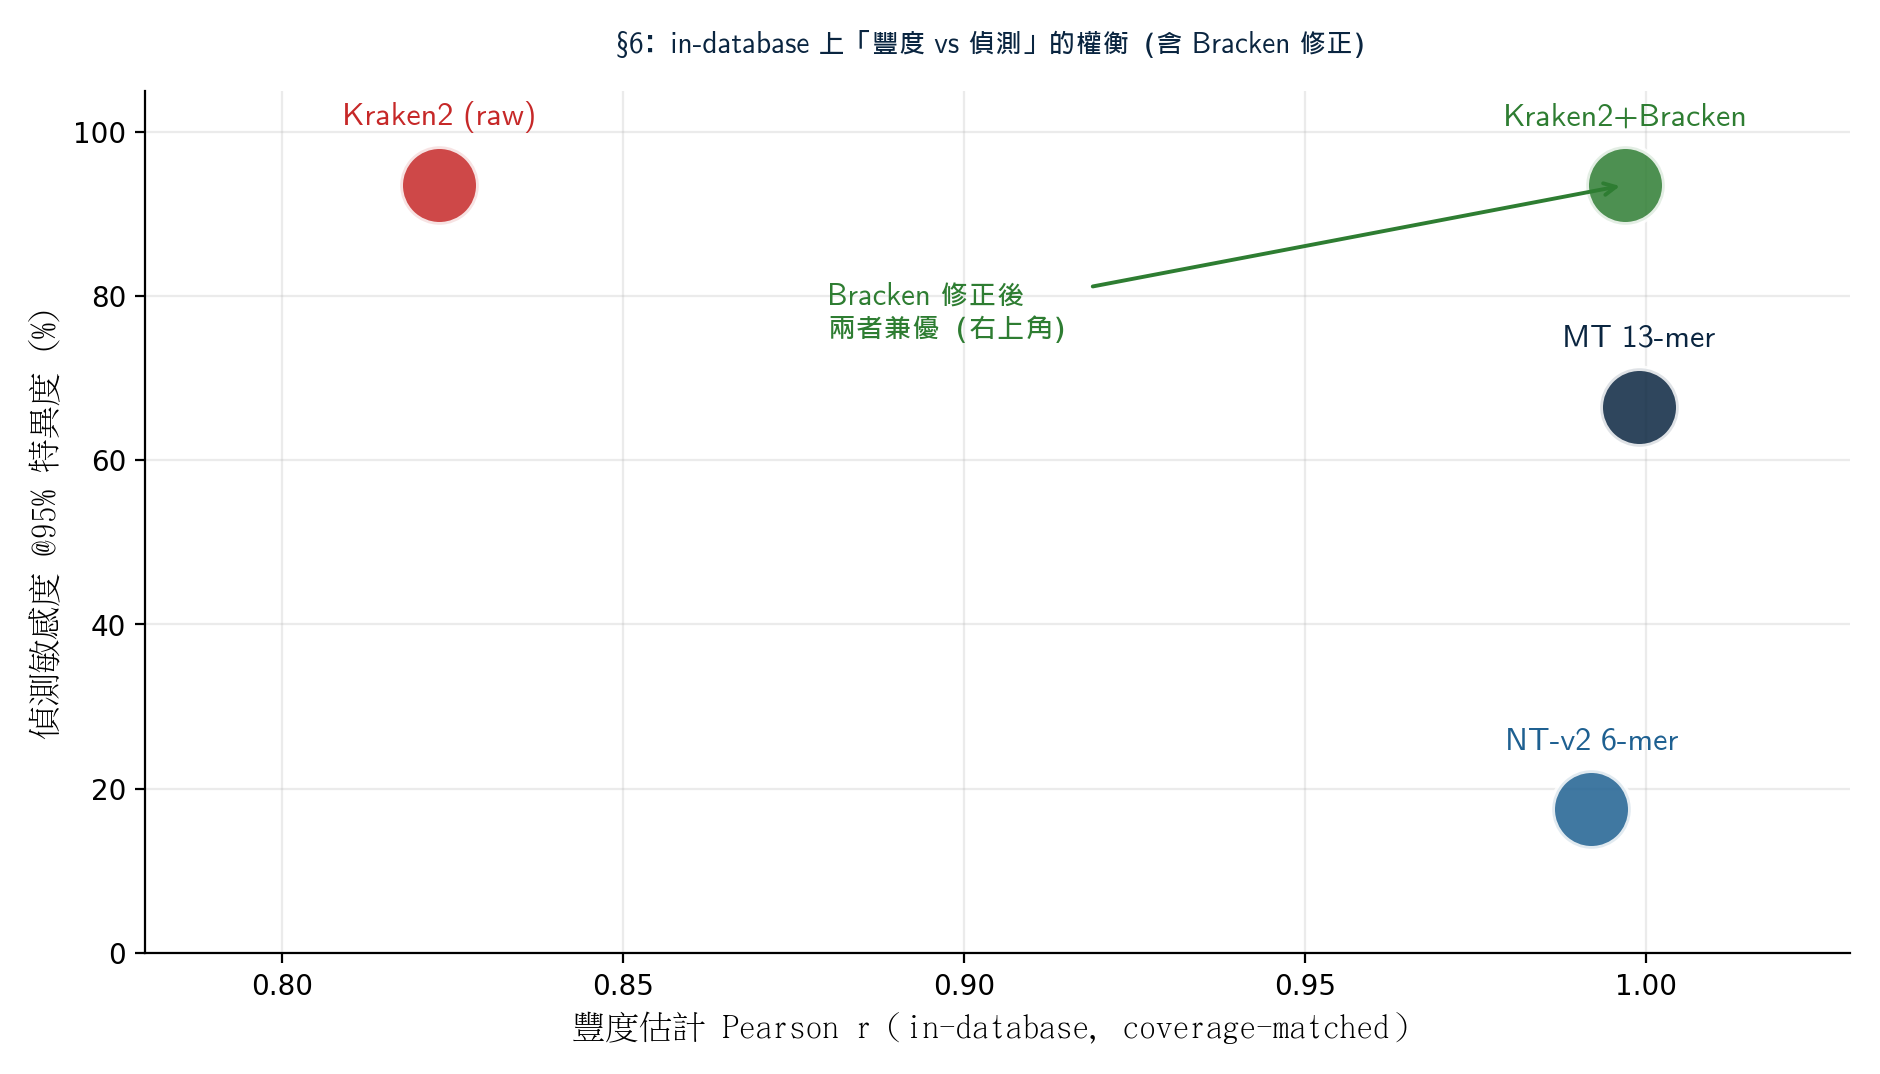 §6：in-database 上「豐度 vs 偵測」的權衡（含 Bracken 修正）
Kraken2 (raw)
Kraken2+Bracken
Bracken 修正後
兩者兼優（右上角）
MT 13-mer
NT-v2 6-mer
偵測敏感度 @95% 特異度 (%)
100
80
60
40
20
0
0.80
0.85
0.90
0.95
1.00
豐度估計 Pearson r（in-database, coverage-matched）